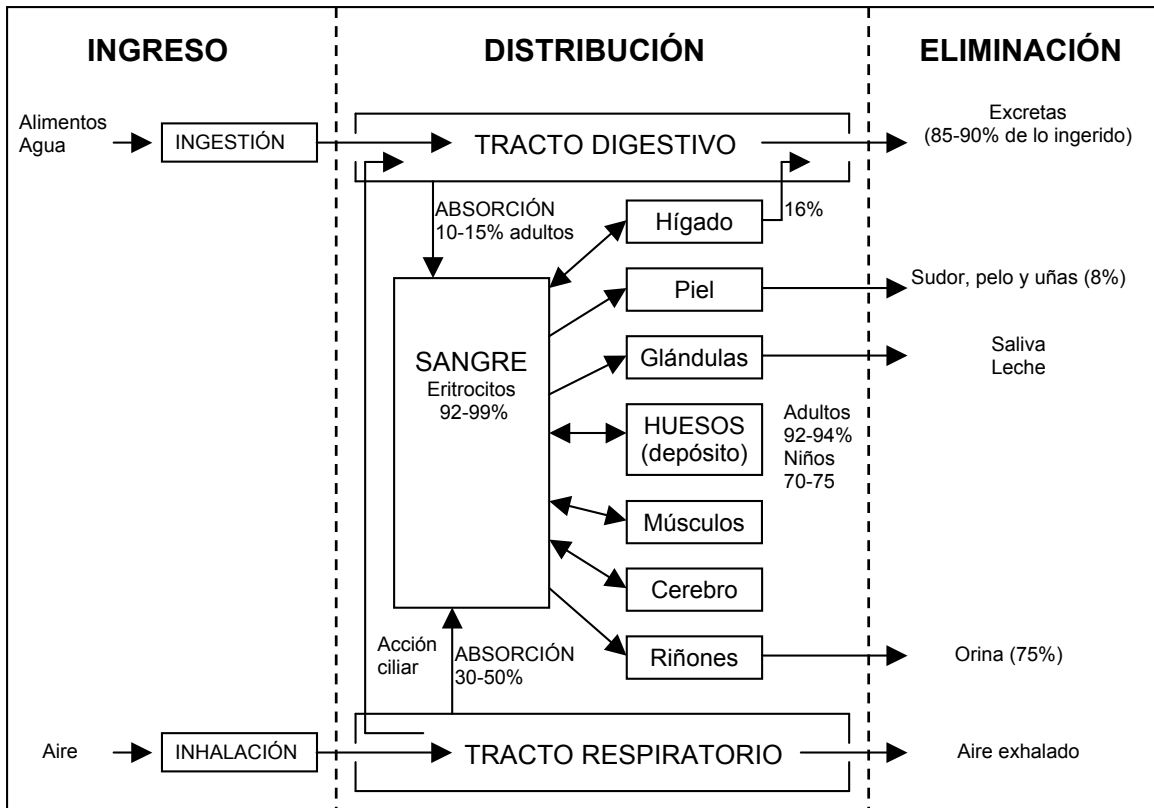 INGRESO
DISTRIBUCIÓN
ELIMINACIÓN
Alimentos
Agua
INGESTIÓN
TRACTO DIGESTIVO
Excretas
(85-90% de lo ingerido)
ABSORCIÓN
10-15% adultos
Hígado
16%
Piel
Sudor, pelo y uñas (8%)
SANGRE
Eritrocitos
92-99%
Glándulas
Saliva
Leche
HUESOS
(depósito)
Adultos
92-94%
Niños
70-75
Músculos
Cerebro
Acción
ciliar
ABSORCIÓN
30-50%
Riñones
Orina (75%)
Aire
INHALACIÓN
TRACTO RESPIRATORIO
Aire exhalado